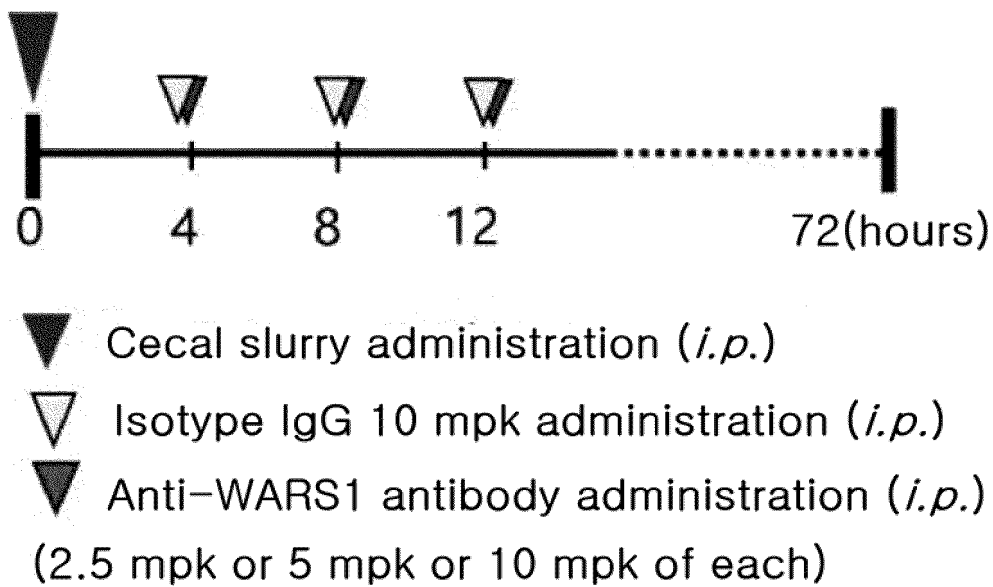 0 4 8 12 72(hours)
Cecal slurry administration (i.p.)
Isotype IgG 10 mpk administration (i.p.)
Anti-WARS1 antibody administration (i.p.)
(2.5 mpk or 5 mpk or 10 mpk of each)